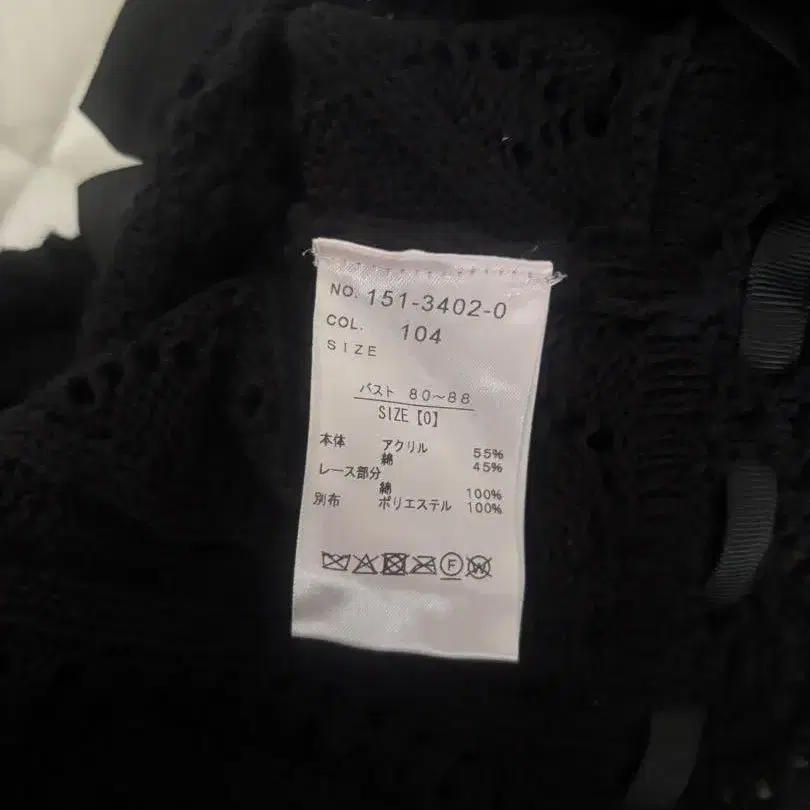 NO. 151-3402-0
COL. 104
SIZE
バスト 80～88
SIZE【0】
本体 アクリル 55%
綿 45%
レース部分
綿 100%
別布 ポリエステル 100%
F W